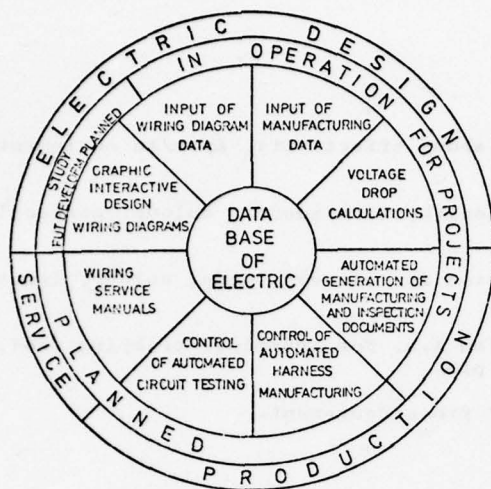 ELECTRIC DESIGN
IN OPERATION FOR PROJECTS
STUDY
FUT DEVELOPM PLANNED
INPUT OF
WIRING DIAGRAM
DATA
INPUT OF
MANUFACTURING
DATA
GRAPHIC
INTERACTIVE
DESIGN
WIRING DIAGRAMS
VOLTAGE
DROP
CALCULATIONS
DATA
BASE
OF
ELECTRIC
WIRING
SERVICE
MANUALS
AUTOMATED
GENERATION OF
MANUFACTURING
AND INSPECTION
DOCUMENTS
CONTROL
OF AUTOMATED
CIRCUIT TESTING
CONTROL OF
AUTOMATED
HARNESS
MANUFACTURING
PLANNED
SERVICE
PRODUCTION